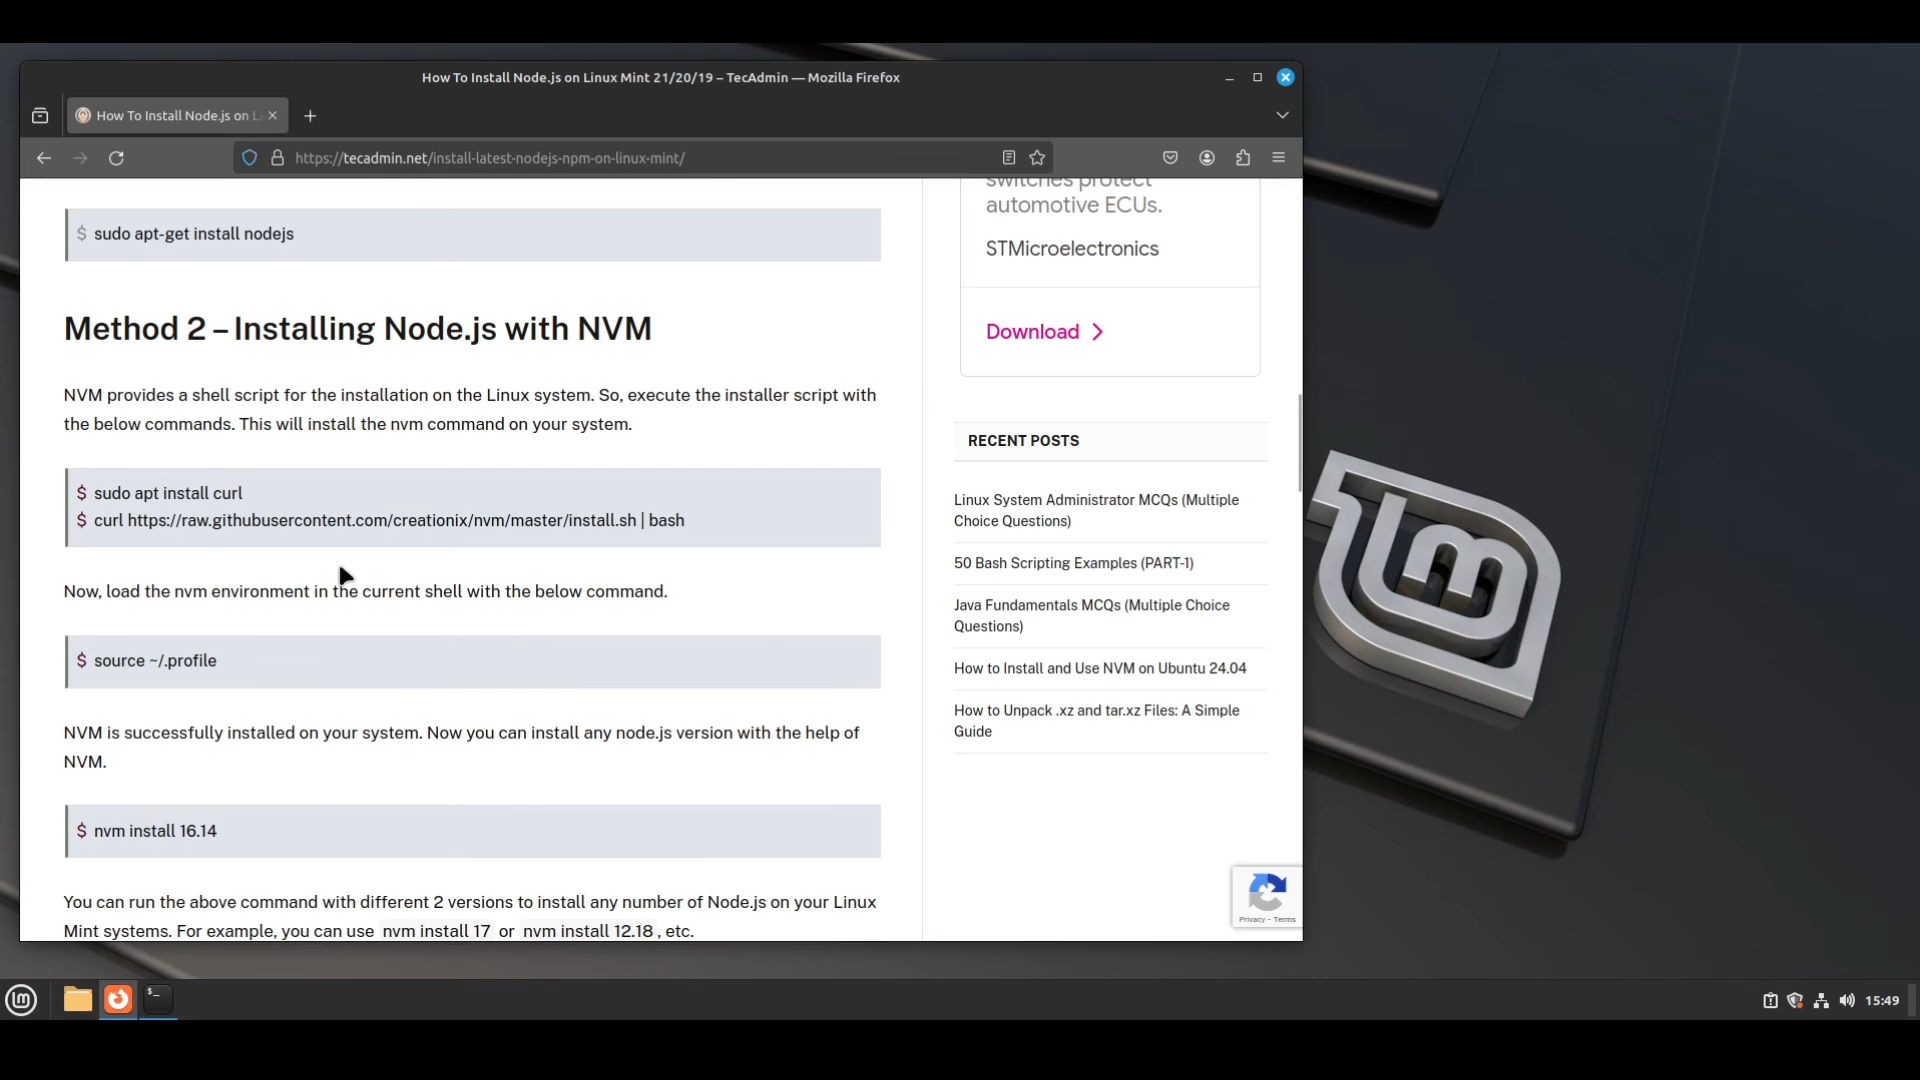 How To Install Node.js on Linux Mint 21/20/19 – TecAdmin — Mozilla Firefox
How To Install Node.js on Li
https://tecadmin.net/install-latest-nodejs-npm-on-linux-mint/
$ sudo apt-get install nodejs
Method 2 – Installing Node.js with NVM
NVM provides a shell script for the installation on the Linux system. So, execute the installer script with
the below commands. This will install the nvm command on your system.
$ sudo apt install curl
$ curl https://raw.githubusercontent.com/creationix/nvm/master/install.sh | bash
Now, load the nvm environment in the current shell with the below command.
$ source ~/.profile
NVM is successfully installed on your system. Now you can install any node.js version with the help of
NVM.
$ nvm install 16.14
You can run the above command with different 2 versions to install any number of Node.js on your Linux
Mint systems. For example, you can use nvm install 17 or nvm install 12.18 , etc.
switches protect
automotive ECUs.
STMicroelectronics
Download
RECENT POSTS
Linux System Administrator MCQs (Multiple
Choice Questions)
50 Bash Scripting Examples (PART-1)
Java Fundamentals MCQs (Multiple Choice
Questions)
How to Install and Use NVM on Ubuntu 24.04
How to Unpack .xz and tar.xz Files: A Simple
Guide
Privacy - Terms
$_
15:49